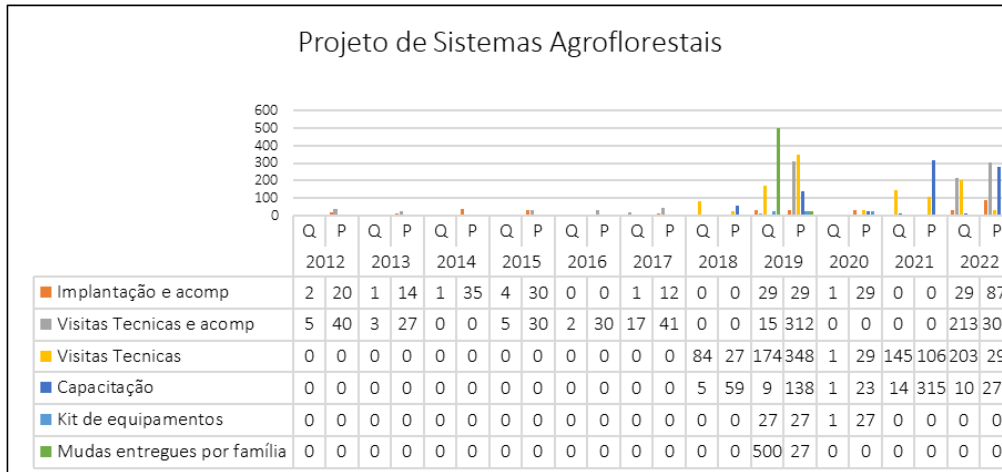 Projeto de Sistemas Agroflorestais
600
500
400
300
200
100
0
Q P Q P Q P Q P Q P Q P Q P Q P Q P Q P Q P
2012 2013 2014 2015 2016 2017 2018 2019 2020 2021 2022
Implantação e acomp 2 20 1 14 1 35 4 30 0 0 1 12 0 0 29 29 1 29 0 0 29 87
Visitas Tecnicas e acomp 5 40 3 27 0 0 5 30 2 30 17 41 0 0 15 312 0 0 0 0 213 30
Visitas Tecnicas 0 0 0 0 0 0 0 0 0 0 0 0 84 27 174 348 1 29 145 106 203 29
Capacitação 0 0 0 0 0 0 0 0 0 0 0 0 5 59 9 138 1 23 14 315 10 27
Kit de equipamentos 0 0 0 0 0 0 0 0 0 0 0 0 0 0 27 27 1 27 0 0 0 0
Mudas entregues por família 0 0 0 0 0 0 0 0 0 0 0 0 0 0 500 27 0 0 0 0 0 0